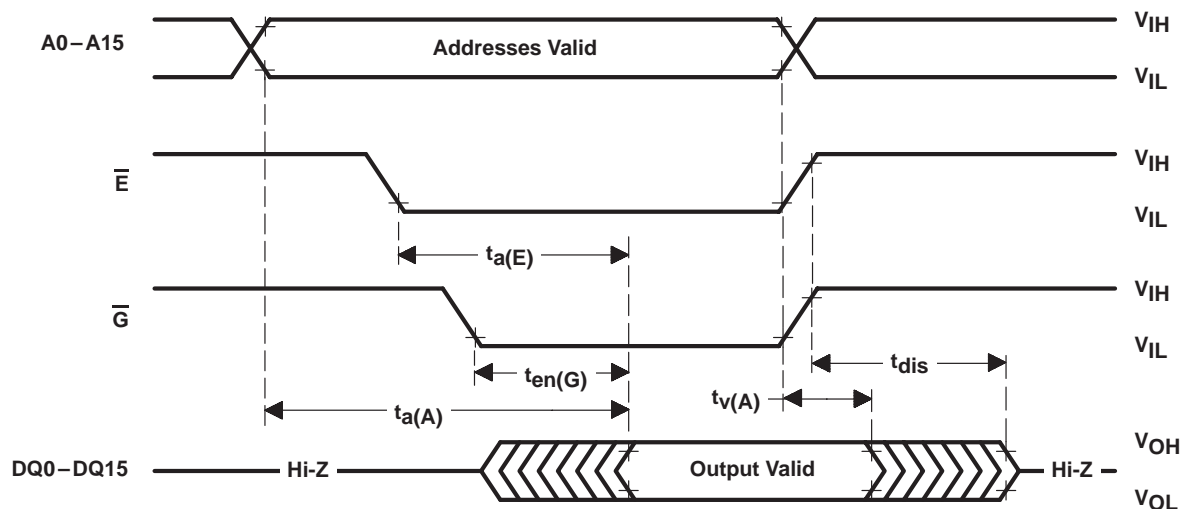 A0–A15
Addresses Valid
VIH
VIL
E
VIH
VIL
ta(E)
G
VIH
VIL
ten(G)
tdis
ta(A)
tv(A)
DQ0–DQ15
Hi-Z
Output Valid
Hi-Z
VOH
VOL